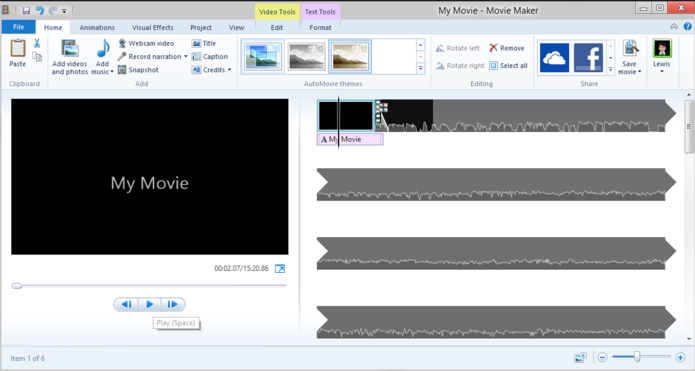 Video Tools
Text Tools
My Movie - Movie Maker
File
Home
Animations
Visual Effects
Project
View
Edit
Format
Paste
Clipboard
Add videos
and photos
Add
music
Webcam video
Record narration
Snapshot
Title
Caption
Credits
Add
AutoMovie themes
Rotate left
Rotate right
Remove
Select all
Editing
Share
Save
movie
Lewis
My Movie
A My Movie
00:02.07/15:20.86
Play (Space)
Item 1 of 6